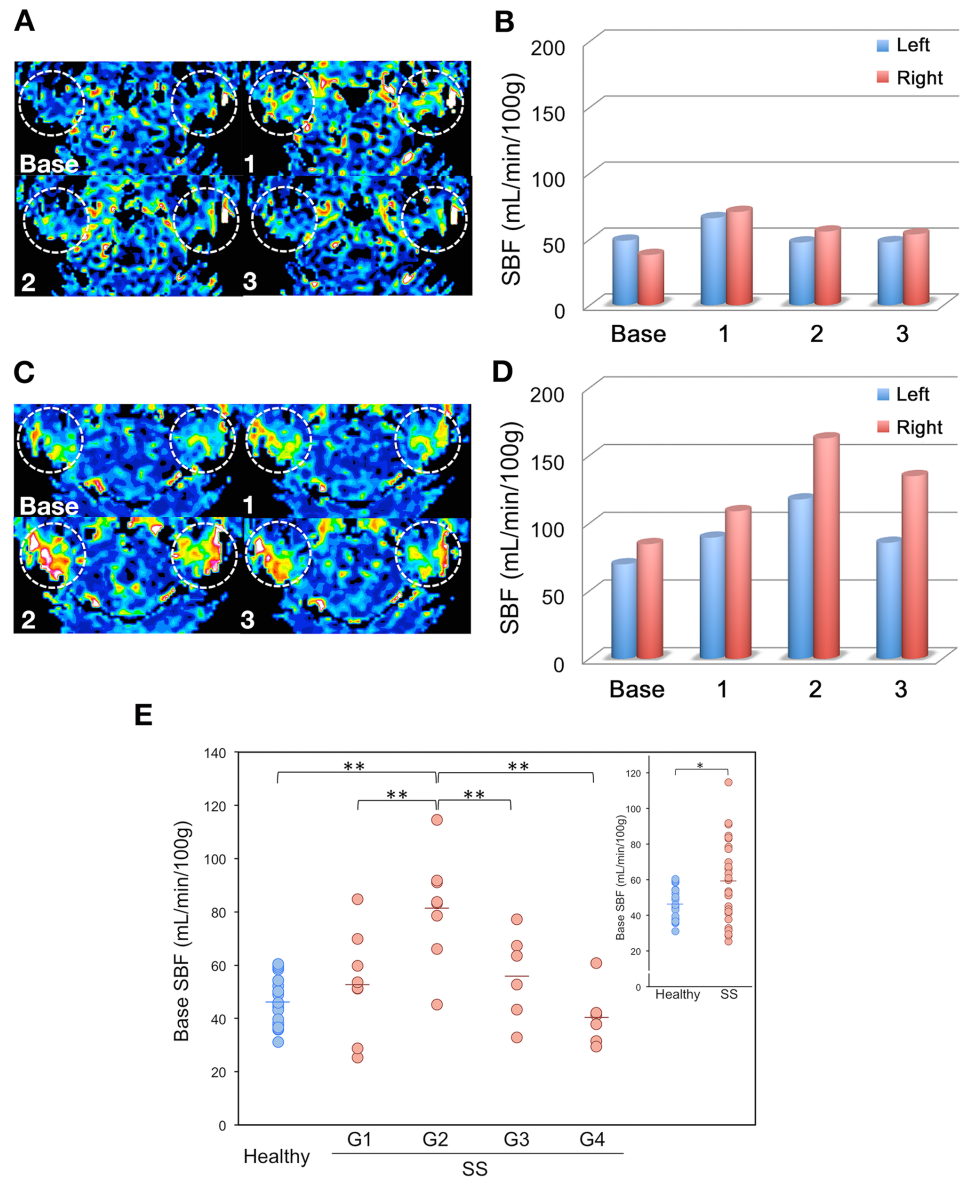 A
Base
1
2
3
B
SBF (mL/min/100g)
200
150
100
50
0
Left
Right
Base 1 2 3
C
Base
1
2
3
D
SBF (mL/min/100g)
200
150
100
50
0
Left
Right
Base 1 2 3
E
Base SBF (mL/min/100g)
140
120
100
80
60
40
20
0
** **
** **
Healthy G1 G2 G3 G4
SS
Base SBF (mL/min/100g)
120
100
80
60
40
20
0
*
Healthy SS